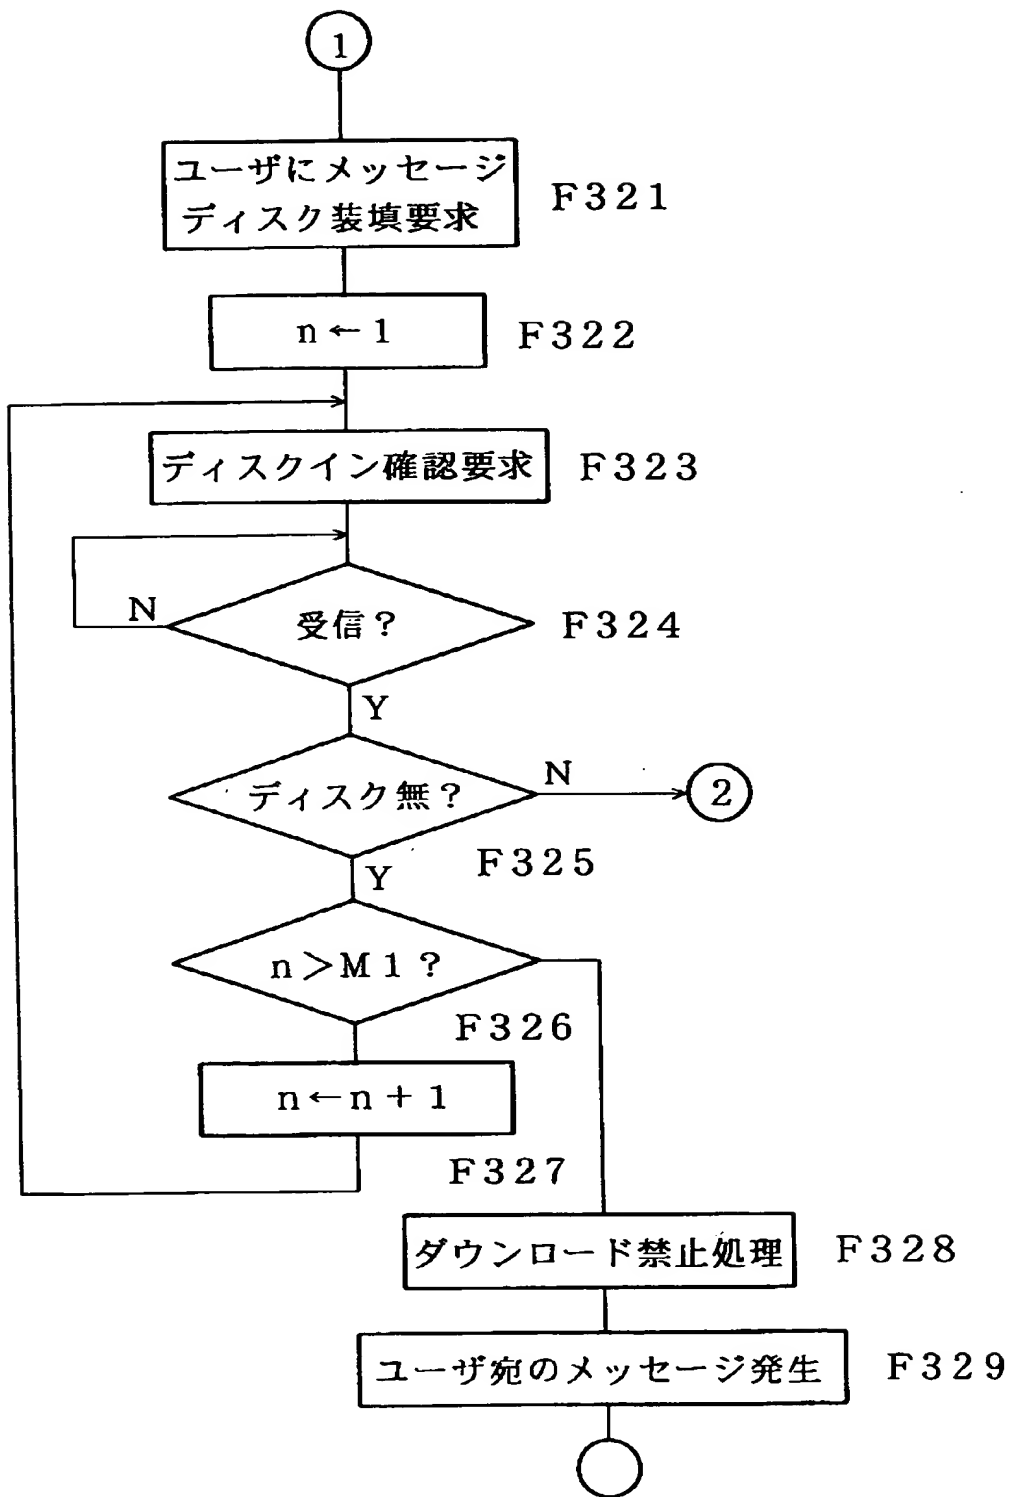 1
ユーザにメッセージ
ディスク装填要求
F321
n←1
F322
ディスクイン確認要求
F323
N
受信?
F324
Y
ディスク無?
N
2
F325
Y
n>M1?
F326
n←n+1
F327
ダウンロード禁止処理
F328
ユーザ宛のメッセージ発生
F329